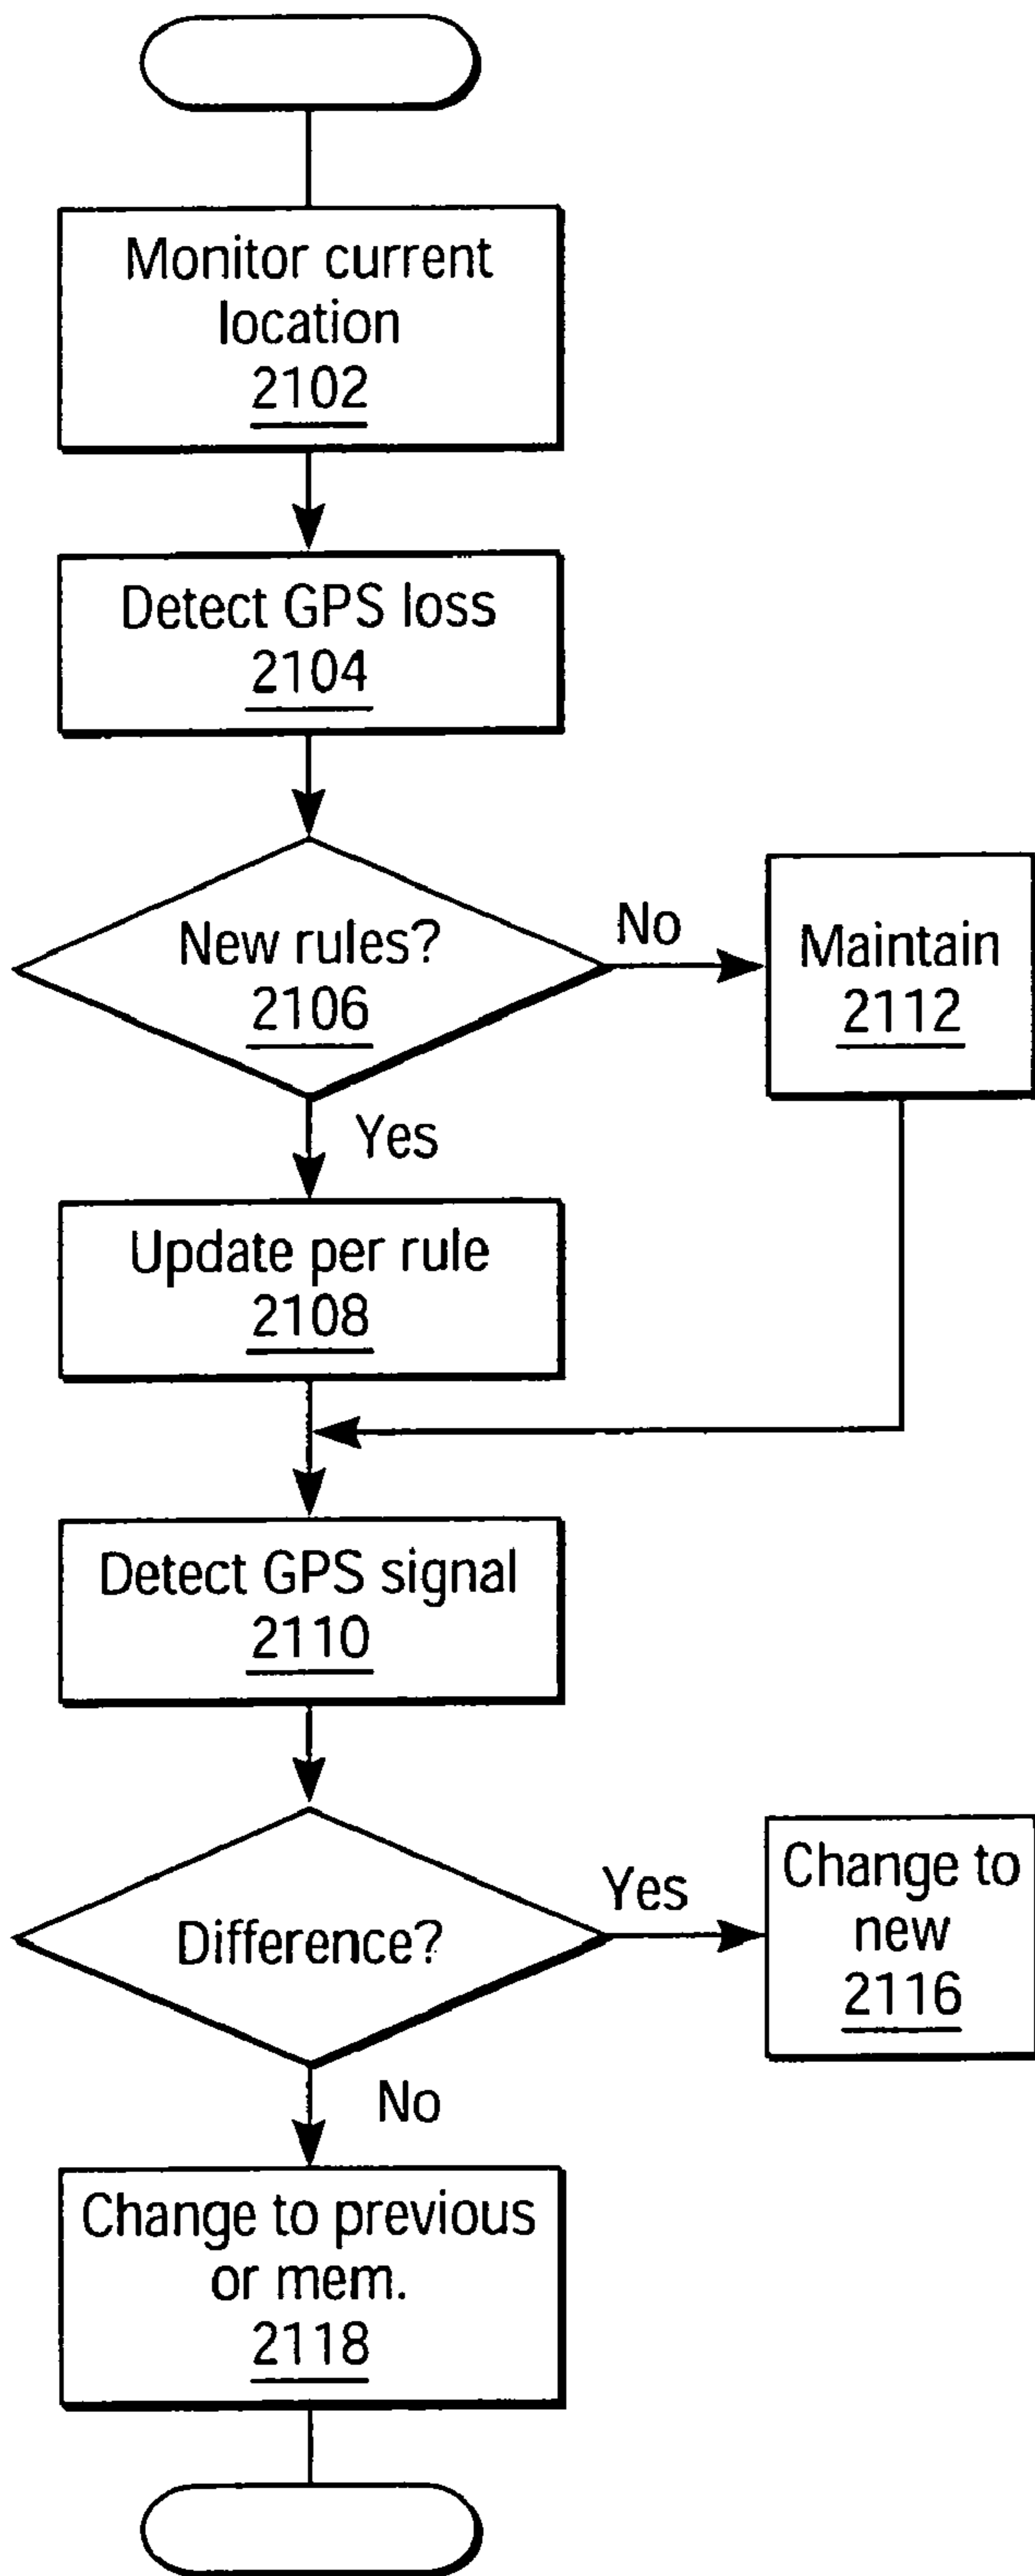 Monitor current
location
2102
Detect GPS loss
2104
New rules?
2106
No
Maintain
2112
Yes
Update per rule
2108
Detect GPS signal
2110
Difference?
Yes
Change to
new
2116
No
Change to previous
or mem.
2118